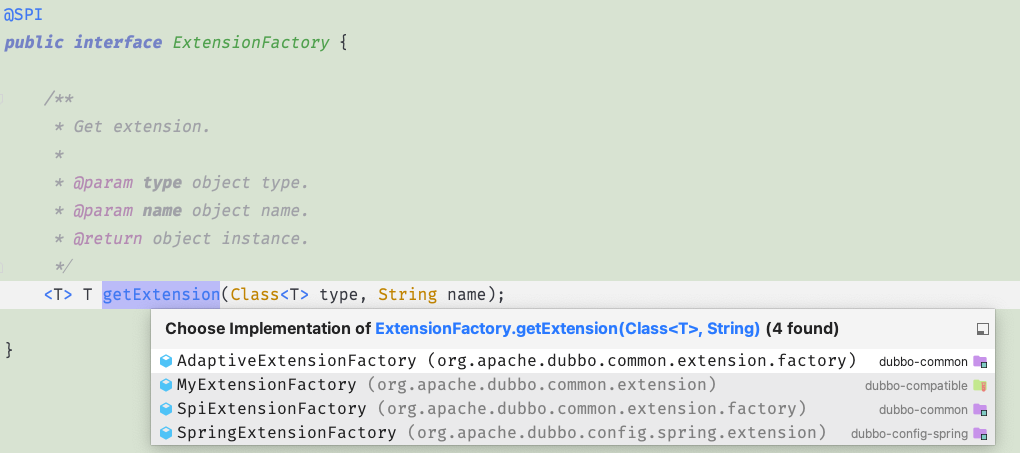 @SPI
public interface ExtensionFactory {
/**
* Get extension.
*
* @param type object type.
* @param name object name.
* @return object instance.
*/
<T> T getExtension(Class<T> type, String name);
Choose Implementation of ExtensionFactory.getExtension(Class<T>, String) (4 found)
}
AdaptiveExtensionFactory (org.apache.dubbo.common.extension.factory) dubbo-common
MyExtensionFactory (org.apache.dubbo.common.extension) dubbo-compatible
SpiExtensionFactory (org.apache.dubbo.common.extension.factory) dubbo-common
SpringExtensionFactory (org.apache.dubbo.config.spring.extension) dubbo-config-spring